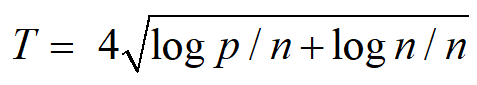 T = 4√(log p / n + log n / n)